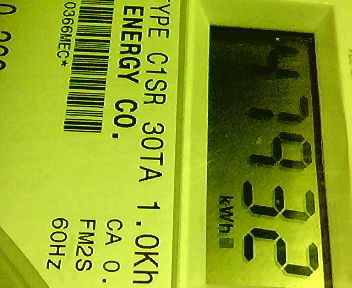 47932
kWh
TYPE C1SR 30TA 1.0Kh
ENERGY CO.
CA 0.
FM2S
60HZ
0366MEC*